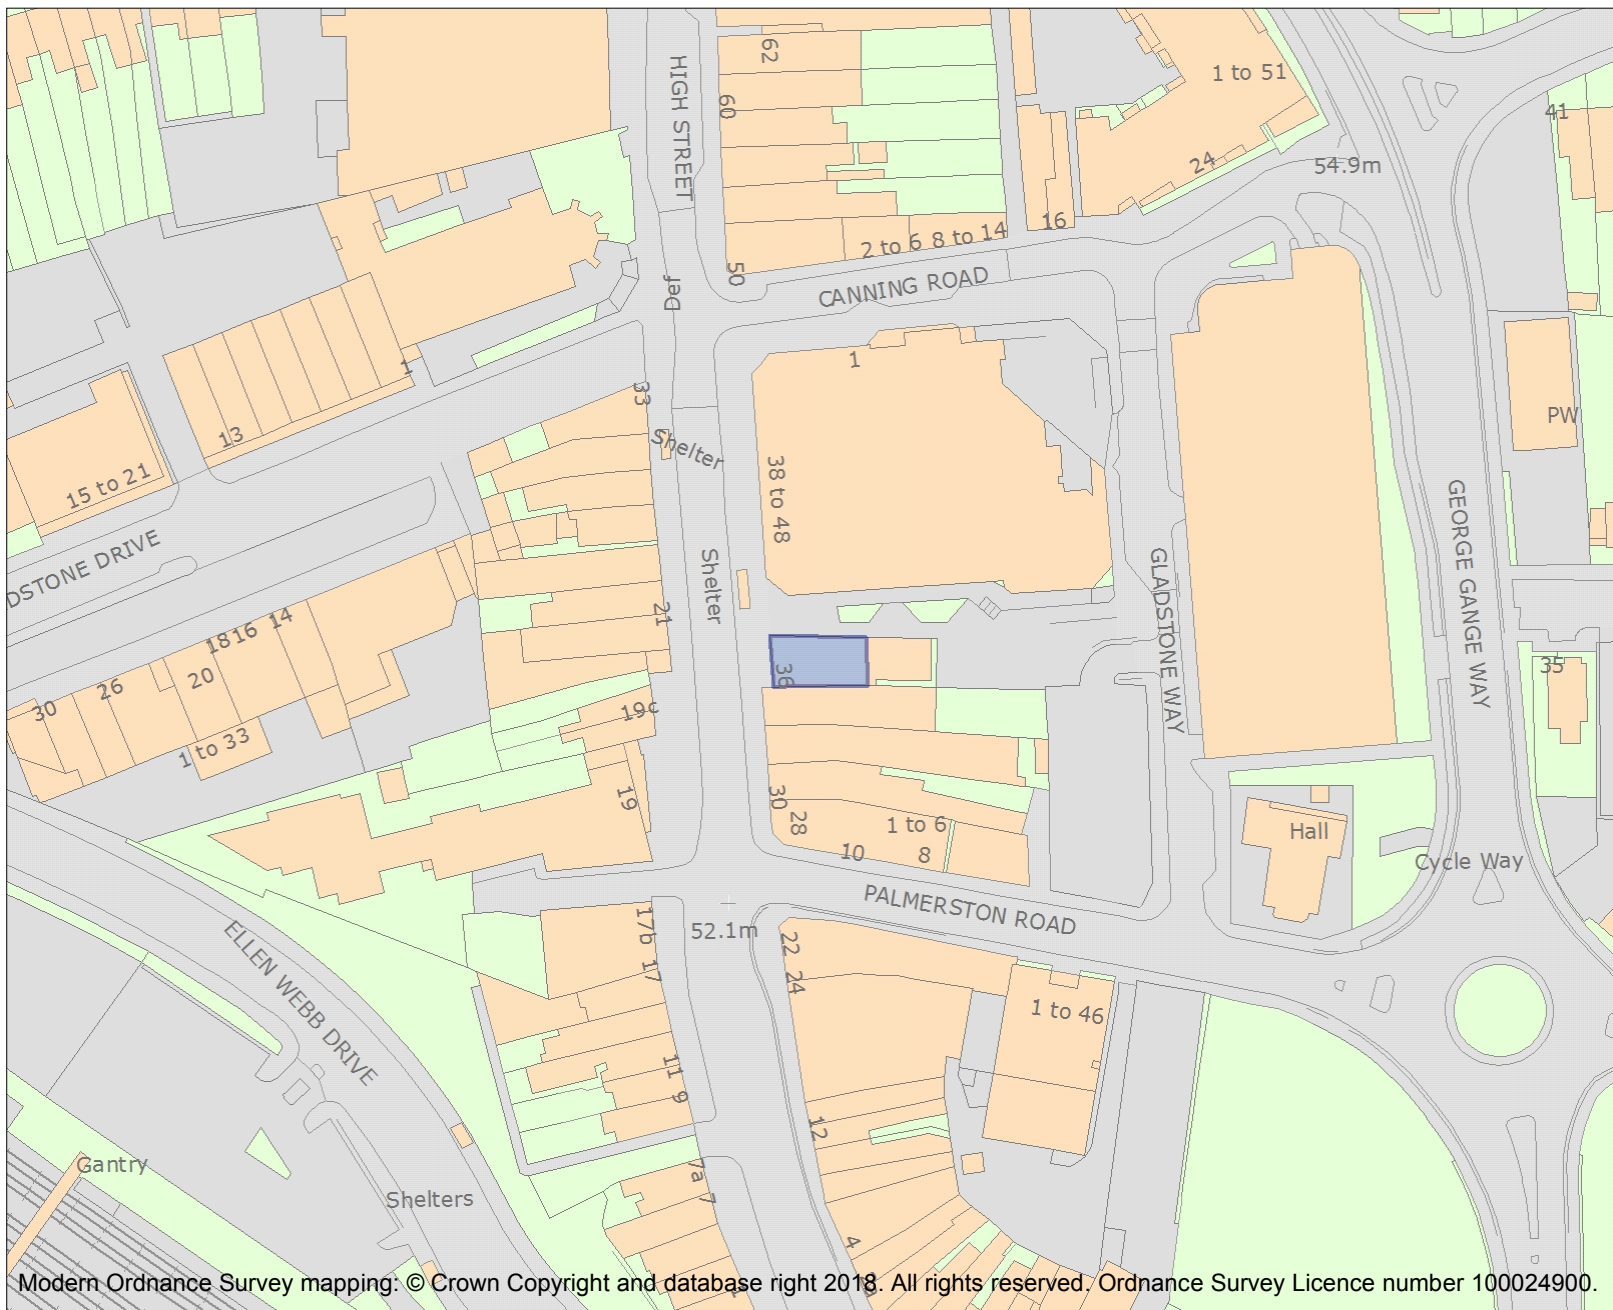 62
HIGH STREET
60
1 to 51
41
24
54.9m
16
2 to 6 8 to 14
50
CANNING ROAD
Def
1
1
33
13
PW
Shelter
15 to 21
38 to 48
GEORGE GANGE WAY
DSTONE DRIVE
Shelter
GLADSTONE WAY
21
18 16 14
36
35
20
26
30
19c
1 to 33
19
30
28
1 to 6
Hall
10
8
Cycle Way
PALMERSTON ROAD
17b
52.1m
22
ELLEN WEBB DRIVE
17
24
1 to 46
11
9
12
Gantry
7a
7
Shelters
4
Modern Ordnance Survey mapping: © Crown Copyright and database right 2018. All rights reserved. Ordnance Survey Licence number 100024900.